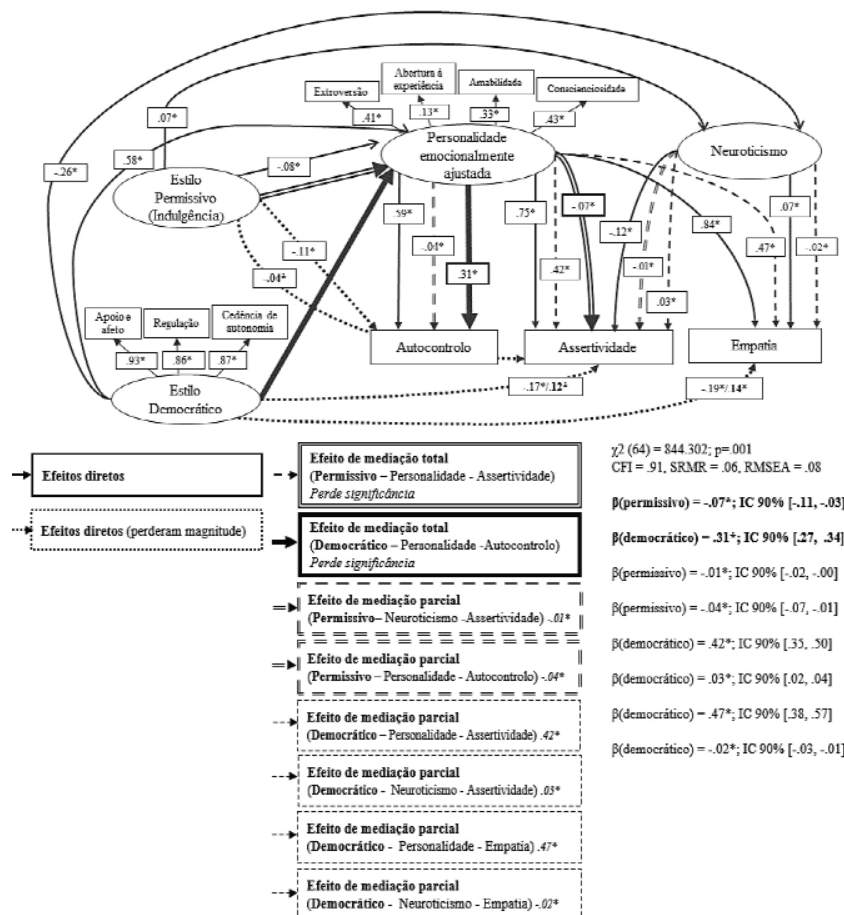 Extroversão
Abertura à
experiência
Amabilidade
Conscienciosidade
.41*
.13*
.33*
.43*
.07*
.58*
-.26*
-.08*
Personalidade
emocionalmente
ajustada
Neuroticismo
Estilo
Permissivo
(Indulgência)
-.11*
-.04*
.59*
-.04*
.31*
.75*
.42*
-.07*
-.12*
-.01*
.03*
.84*
.47*
.07*
-.02*
Apoio e
afeto
Regulação
Cedência de
autonomia
.93*
.86*
.87*
Estilo
Democrático
Autocontrolo
Assertividade
Empatia
-.17*/.12*
-.19*/.14*
Efeitos diretos
Efeitos diretos (perderam magnitude)
Efeito de mediação total
(Permissivo – Personalidade - Assertividade)
Perde significância
Efeito de mediação total
(Democrático – Personalidade -Autocontrolo)
Perde significância
Efeito de mediação parcial
(Permissivo– Neuroticismo -Assertividade) -.01*
Efeito de mediação parcial
(Permissivo – Personalidade - Autocontrolo) -.04*
Efeito de mediação parcial
(Democrático – Personalidade - Assertividade) .42*
Efeito de mediação parcial
(Democrático - Neuroticismo - Assertividade) .03*
Efeito de mediação parcial
(Democrático - Personalidade - Empatia) .47*
Efeito de mediação parcial
(Democrático - Neuroticismo - Empatia) -.02*
χ2 (64) = 844.302; p=.001
CFI = .91, SRMR = .06, RMSEA = .08
β(permissivo) = -.07*; IC 90% [-.11, -.03]
β(democrático) = .31*; IC 90% [.27, .34]
β(permissivo) = -.01*; IC 90% [-.02, -.00]
β(permissivo) = -.04*; IC 90% [-.07, -.01]
β(democrático) = .42*; IC 90% [.35, .50]
β(democrático) = .03*; IC 90% [.02, .04]
β(democrático) = .47*; IC 90% [.38, .57]
β(democrático) = -.02*; IC 90% [-.03, -.01]